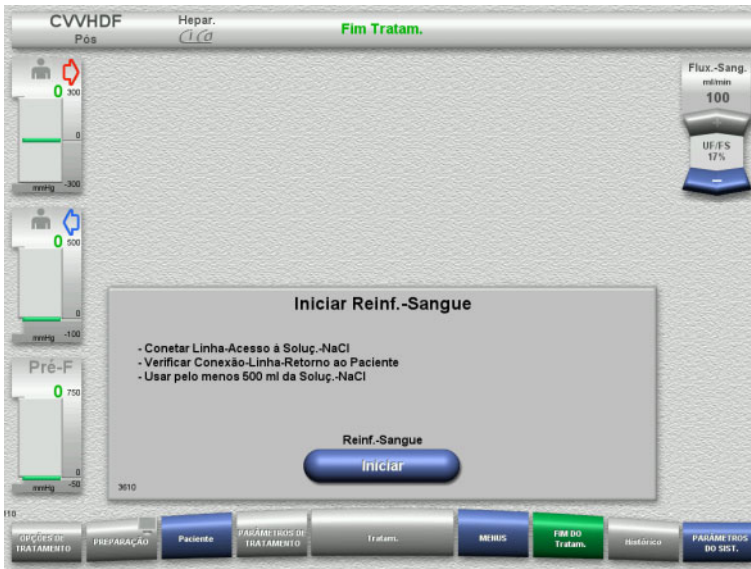 CVVHDF
Pós
Hepar.
CiCa
Fim Tratam.
0
300
0
-300
mmHg
0
500
0
-100
mmHg
Pré-F
0
750
0
-50
mmHg
Flux.-Sang.
ml/min
100
+
UF/FS
17%
-
Iniciar Reinf.-Sangue
- Conetar Linha-Acesso á Soluç.-NaCl
- Verificar Conexão-Linha-Retorno ao Paciente
- Usar pelo menos 500 ml da Soluç.-NaCl
Reinf.-Sangue
Iniciar
3610
110
OPÇÕES DE
TRATAMENTO
PREPARAÇÃO
Paciente
PARÂMETROS DE
TRATAMENTO
Tratam.
MENUS
FIM DO
Tratam.
Histórico
PARÁMETROS
DO SIST.